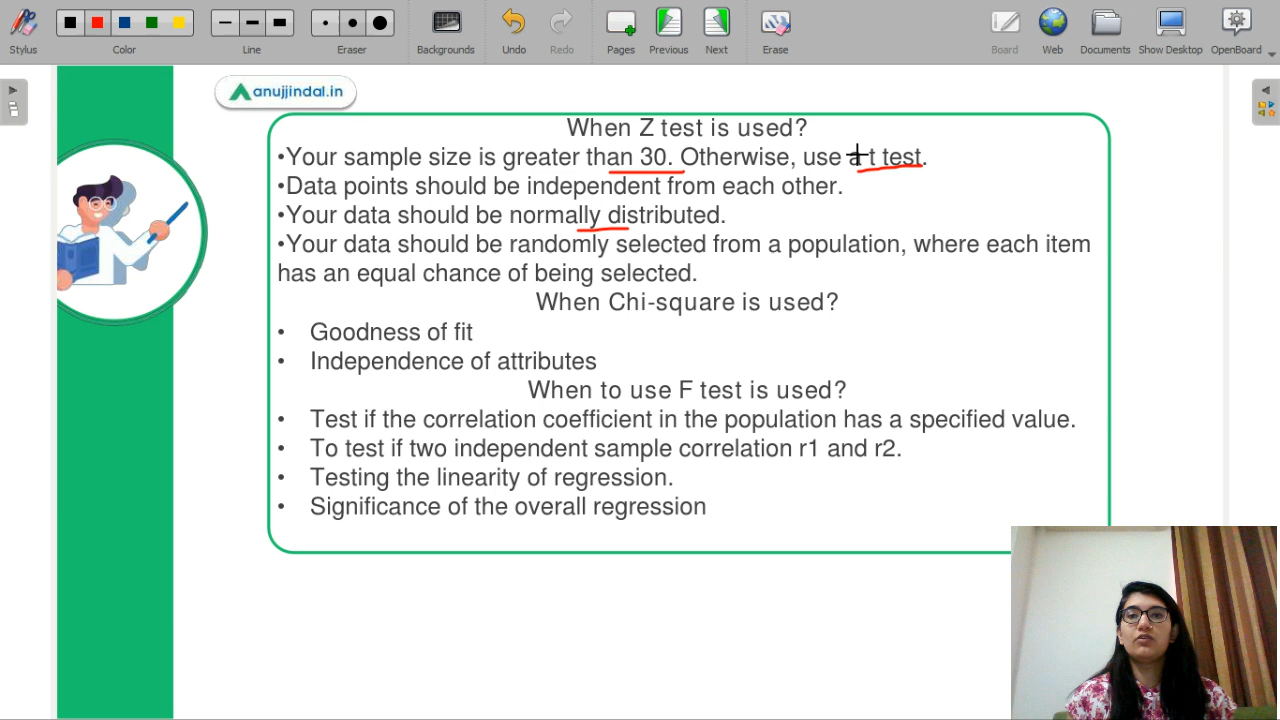 Stylus
Color
Line
Eraser
Backgrounds
Undo
Redo
Pages
Previous
Next
Erase
Board
Web
Documents
Show Desktop
OpenBoard
anujjindal.in
When Z test is used?
•Your sample size is greater than 30. Otherwise, use a t test.
•Data points should be independent from each other.
•Your data should be normally distributed.
•Your data should be randomly selected from a population, where each item
has an equal chance of being selected.
When Chi-square is used?
• Goodness of fit
• Independence of attributes
When to use F test is used?
• Test if the correlation coefficient in the population has a specified value.
• To test if two independent sample correlation r1 and r2.
• Testing the linearity of regression.
• Significance of the overall regression